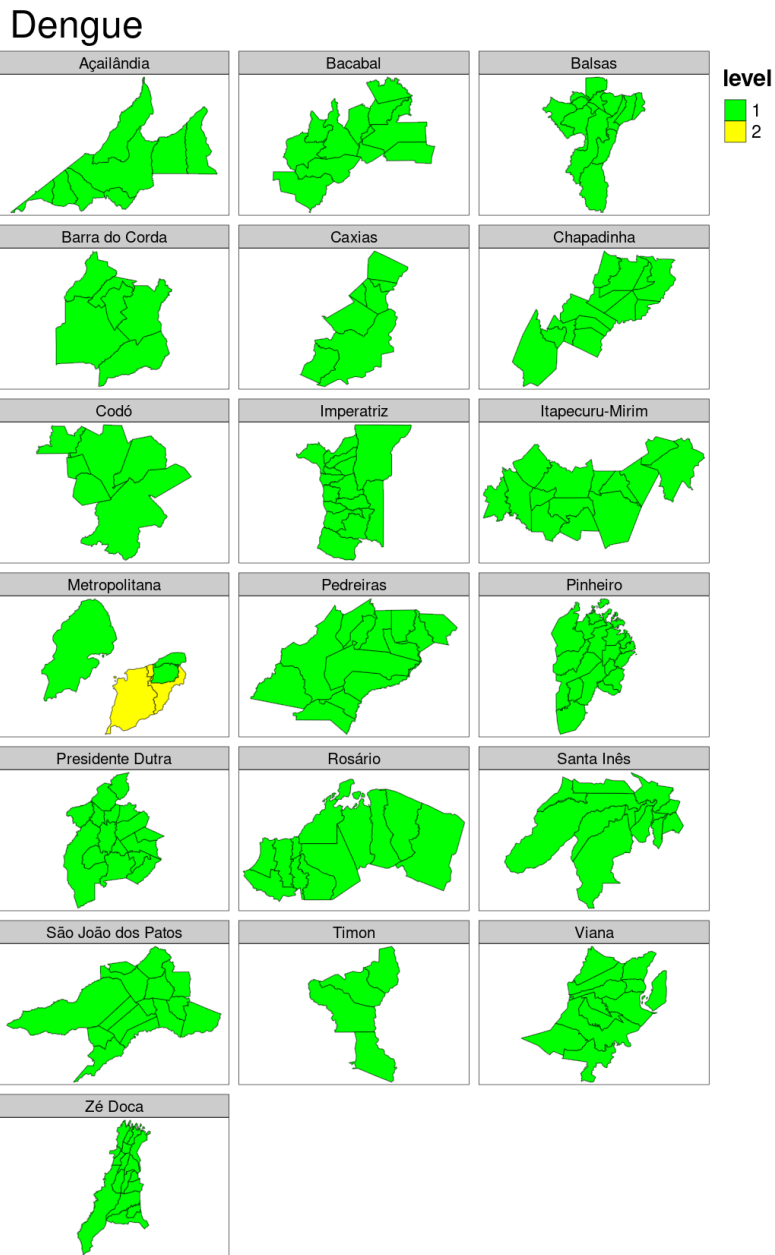 Dengue
Açailândia
Bacabal
Balsas
level
1
2
Barra do Corda
Caxias
Chapadinha
Codó
Imperatriz
Itapecuru-Mirim
Metropolitana
Pedreiras
Pinheiro
Presidente Dutra
Rosário
Santa Inês
São João dos Patos
Timon
Viana
Zé Doca